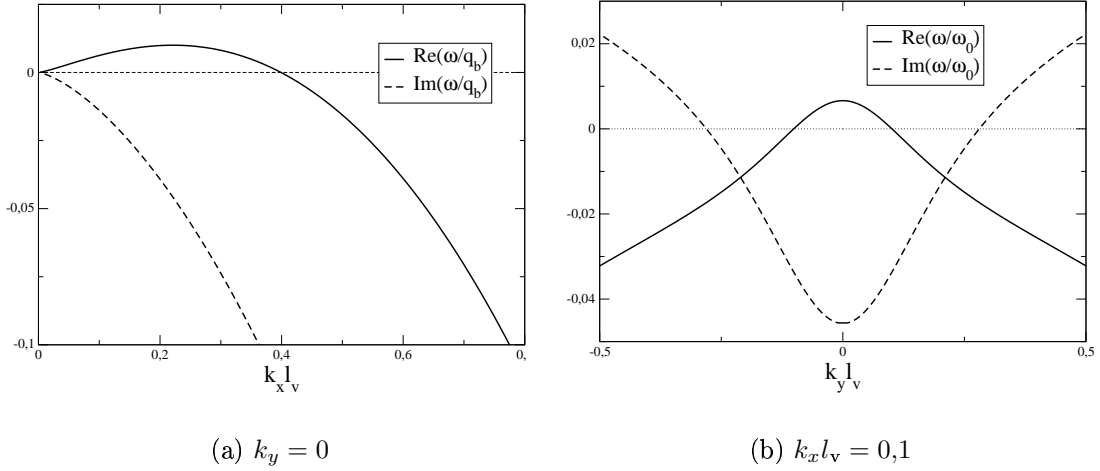 0
-0,05
-0,1
0
0,2
0,4
0,6
0,
Re(ω/q_b)
Im(ω/q_b)
k_x l_v
(a) k_y = 0
0,02
0
-0,02
-0,04
-0,5
0
0,5
Re(ω/ω_0)
Im(ω/ω_0)
k_y l_v
(b) k_x l_v = 0,1